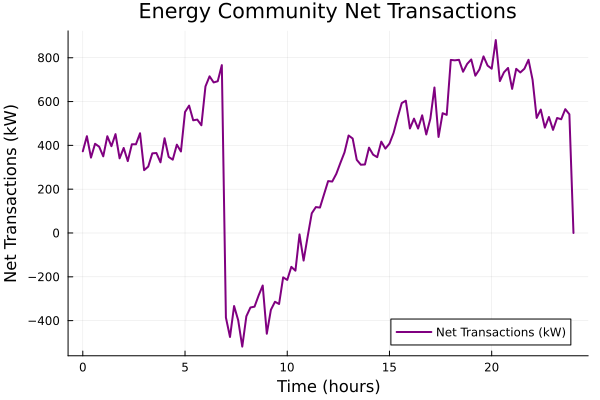 Energy Community Net Transactions
Net Transactions (kW)
800
600
400
200
0
−200
−400
Net Transactions (kW)
0 5 10 15 20
Time (hours)